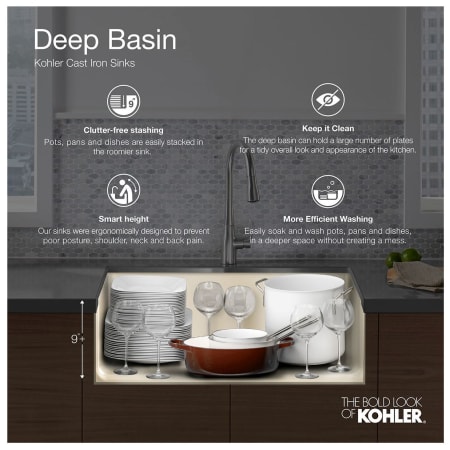 Deep Basin
Kohler Cast Iron Sinks
9"
Clutter-free stashing
Pots, pans and dishes are easily stacked in
the roomier sink.
Keep it Clean
The deep basin can hold a large number of plates
for a tidy overall look and appearance of the kitchen.
Smart height
Our sinks were ergonomically designed to prevent
poor posture, shoulder, neck and back pain.
More Efficient Washing
Easily soak and wash pots, pans and dishes,
in a deeper space without creating a mess.
9"
THE BOLD LOOK
OF KOHLER®